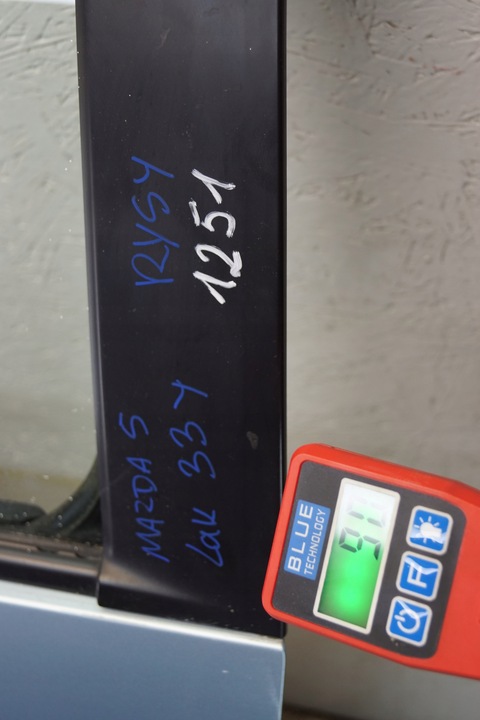 RYSY
1251
MAZDA 5
Lak 33Y
BLUE
TECHNOLOGY
F